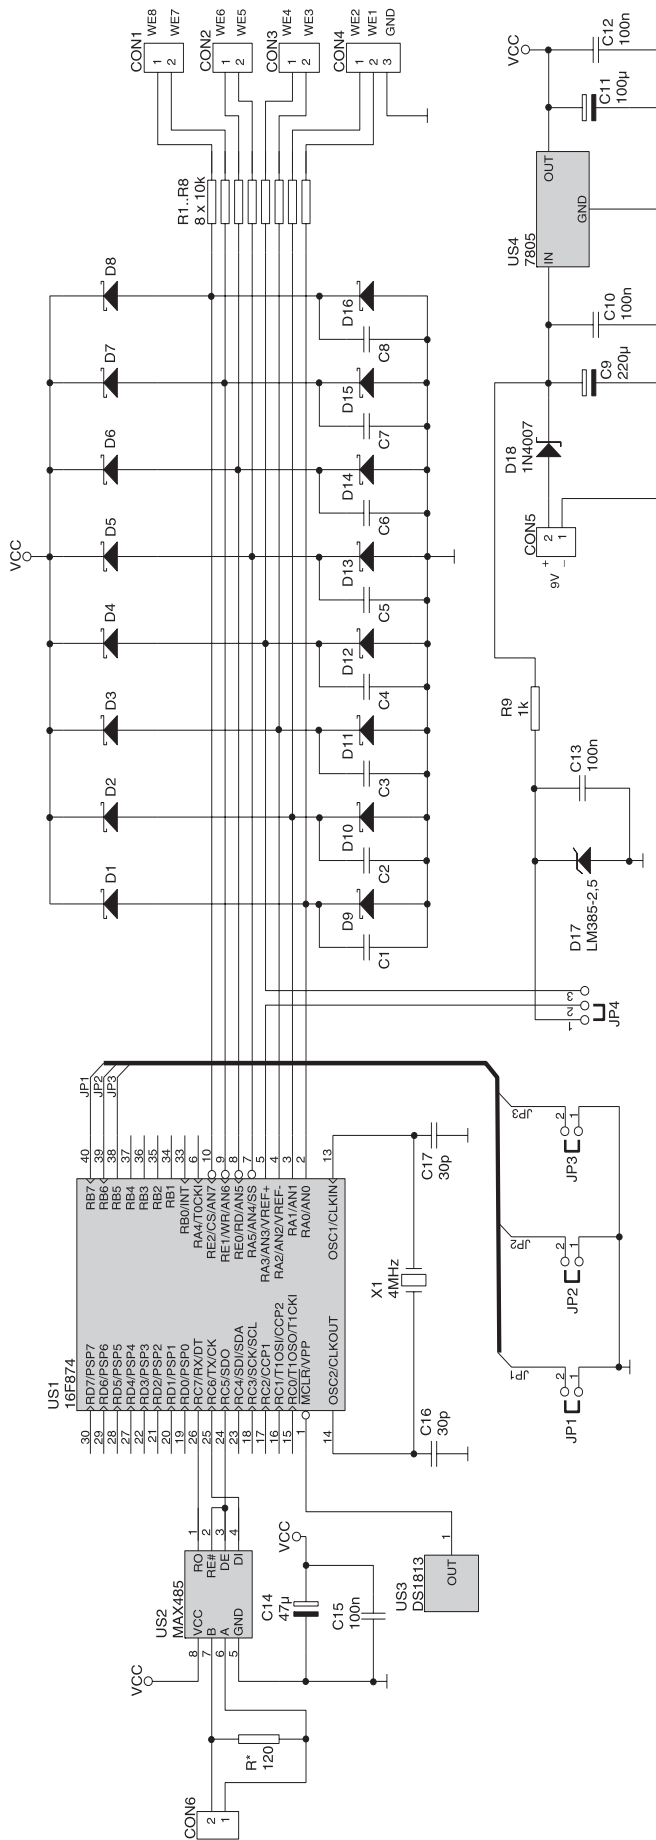 CON1
WE8
WE7
1
2
CON2
WE6
WE5
1
2
CON3
WE4
WE3
1
2
CON4
WE2
WE1
GND
1
2
3
R1..R8
8 x 10k
VCC
D1
D2
D3
D4
D5
D6
D7
D8
D9
D10
D11
D12
D13
D14
D15
D16
C1
C2
C3
C4
C5
C6
C7
C8
VCC
C12
100n
C11
100µ
US4
7805
IN
OUT
GND
C10
100n
C9
220µ
D18
1N4007
CON5
2
1
+
9V
–
R9
1k
C13
100n
D17
LM385-2,5
1
2
3
JP4
US1
16F874
30
RD7/PSP7
29
RD6/PSP6
28
RD5/PSP5
27
RD4/PSP4
22
RD3/PSP3
21
RD2/PSP2
20
RD1/PSP1
19
RD0/PSP0
26
RC7/RX/DT
25
RC6/TX/CK
24
RC5/SDO
23
RC4/SDI/SDA
18
RC3/SCK/SCL
17
RC2/CCP1
16
RC1/T1OSI/CCP2
15
RC0/T1OSO/T1CKI
1
MCLR/VPP
14
OSC2/CLKOUT
RB7
40
RB6
39
RB5
38
RB4
37
RB3
36
RB2
35
RB1
34
RB0/INT
33
RA4/T0CKI
6
RE2/CS/AN7
10
RE1/WR/AN6
9
RE0/RD/AN5
8
RA5/AN4/SS
7
RA3/AN3/VREF+
5
RA2/AN2/VREF-
4
RA1/AN1
3
RA0/AN0
2
OSC1/CLKIN
13
JP1
JP2
JP3
X1
4MHz
C17
30p
C16
30p
JP1
2
1
JP1
JP2
2
1
JP2
JP3
2
1
JP3
US2
MAX485
8
VCC
7
B
6
A
5
GND
RO
1
RE#
2
DE
3
DI
4
VCC
VCC
C14
47µ
C15
100n
US3
DS1813
OUT
1
R*
120
CON6
2
1